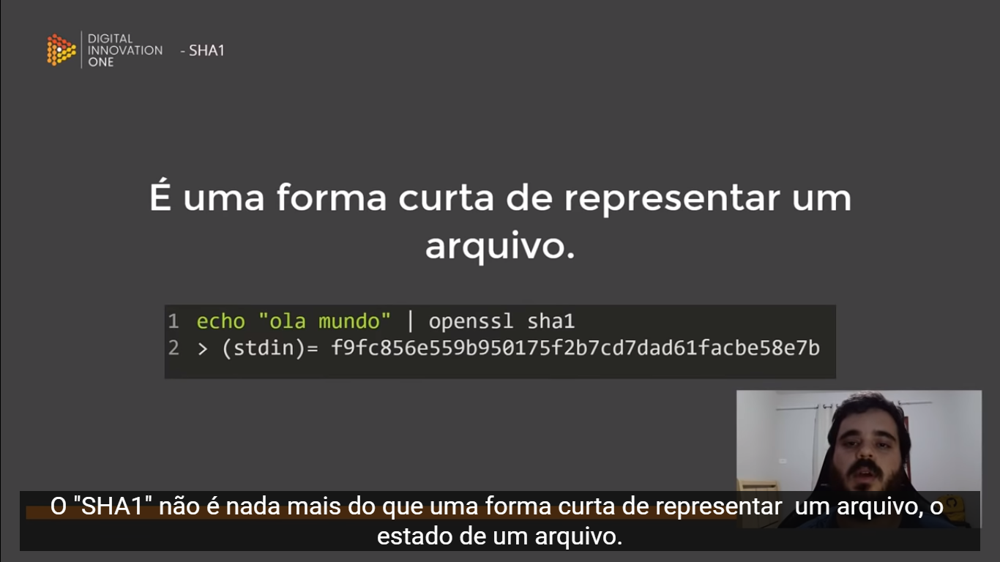 DIGITAL
INNOVATION
ONE
- SHA1
É uma forma curta de representar um
arquivo.
1 echo "ola mundo" | openssl sha1
2 > (stdin)= f9fc856e559b950175f2b7cd7dad61facbe58e7b
O "SHA1" não é nada mais do que uma forma curta de representar um arquivo, o
estado de um arquivo.